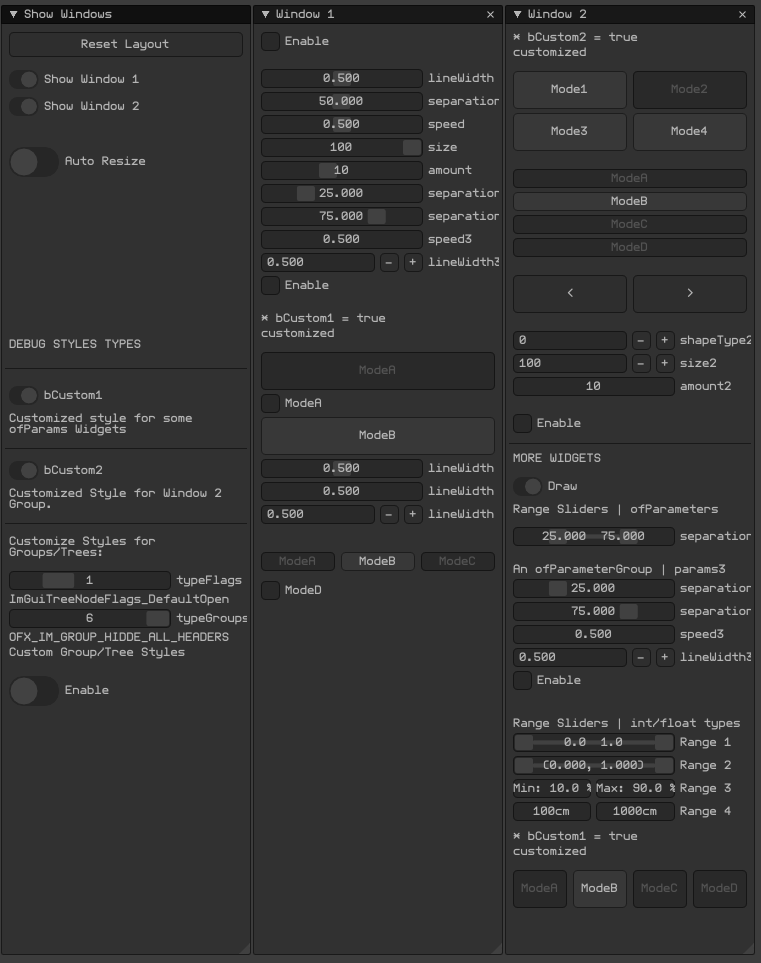 Show Windows
Reset Layout
Show Window 1
Show Window 2
Auto Resize
DEBUG STYLES TYPES
bCustom1
Customized style for some
ofParams Widgets
bCustom2
Customized Style for Window 2
Group.
Customize Styles for
Groups/Trees:
1 typeFlags
ImGuiTreeNodeFlags_DefaultOpen
6 typeGroups
OFX_IM_GROUP_HIDDE_ALL_HEADERS
Custom Group/Tree Styles
Enable
Window 1
Enable
0.500 lineWidth
50.000 separation
0.500 speed
100 size
10 amount
25.000 separation
75.000 separation
0.500 speed3
0.500 - + lineWidth3
Enable
* bCustom1 = true
customized
ModeA
ModeA
ModeB
0.500 lineWidth
0.500 lineWidth
0.500 - + lineWidth
ModeA ModeB ModeC
ModeD
Window 2
* bCustom2 = true
customized
Mode1 Mode2
Mode3 Mode4
ModeA
ModeB
ModeC
ModeD
< >
0 - + shapeType2
100 - + size2
10 amount2
Enable
MORE WIDGETS
Draw
Range Sliders | ofParameters
25.000 75.000 separation
An ofParameterGroup | params3
25.000 separation
75.000 separation
0.500 speed3
0.500 - + lineWidth3
Enable
Range Sliders | int/float types
0.0 1.0 Range 1
(0.000, 1.000) Range 2
Min: 10.0 % Max: 90.0 % Range 3
100cm 1000cm Range 4
* bCustom1 = true
customized
ModeA ModeB ModeC ModeD